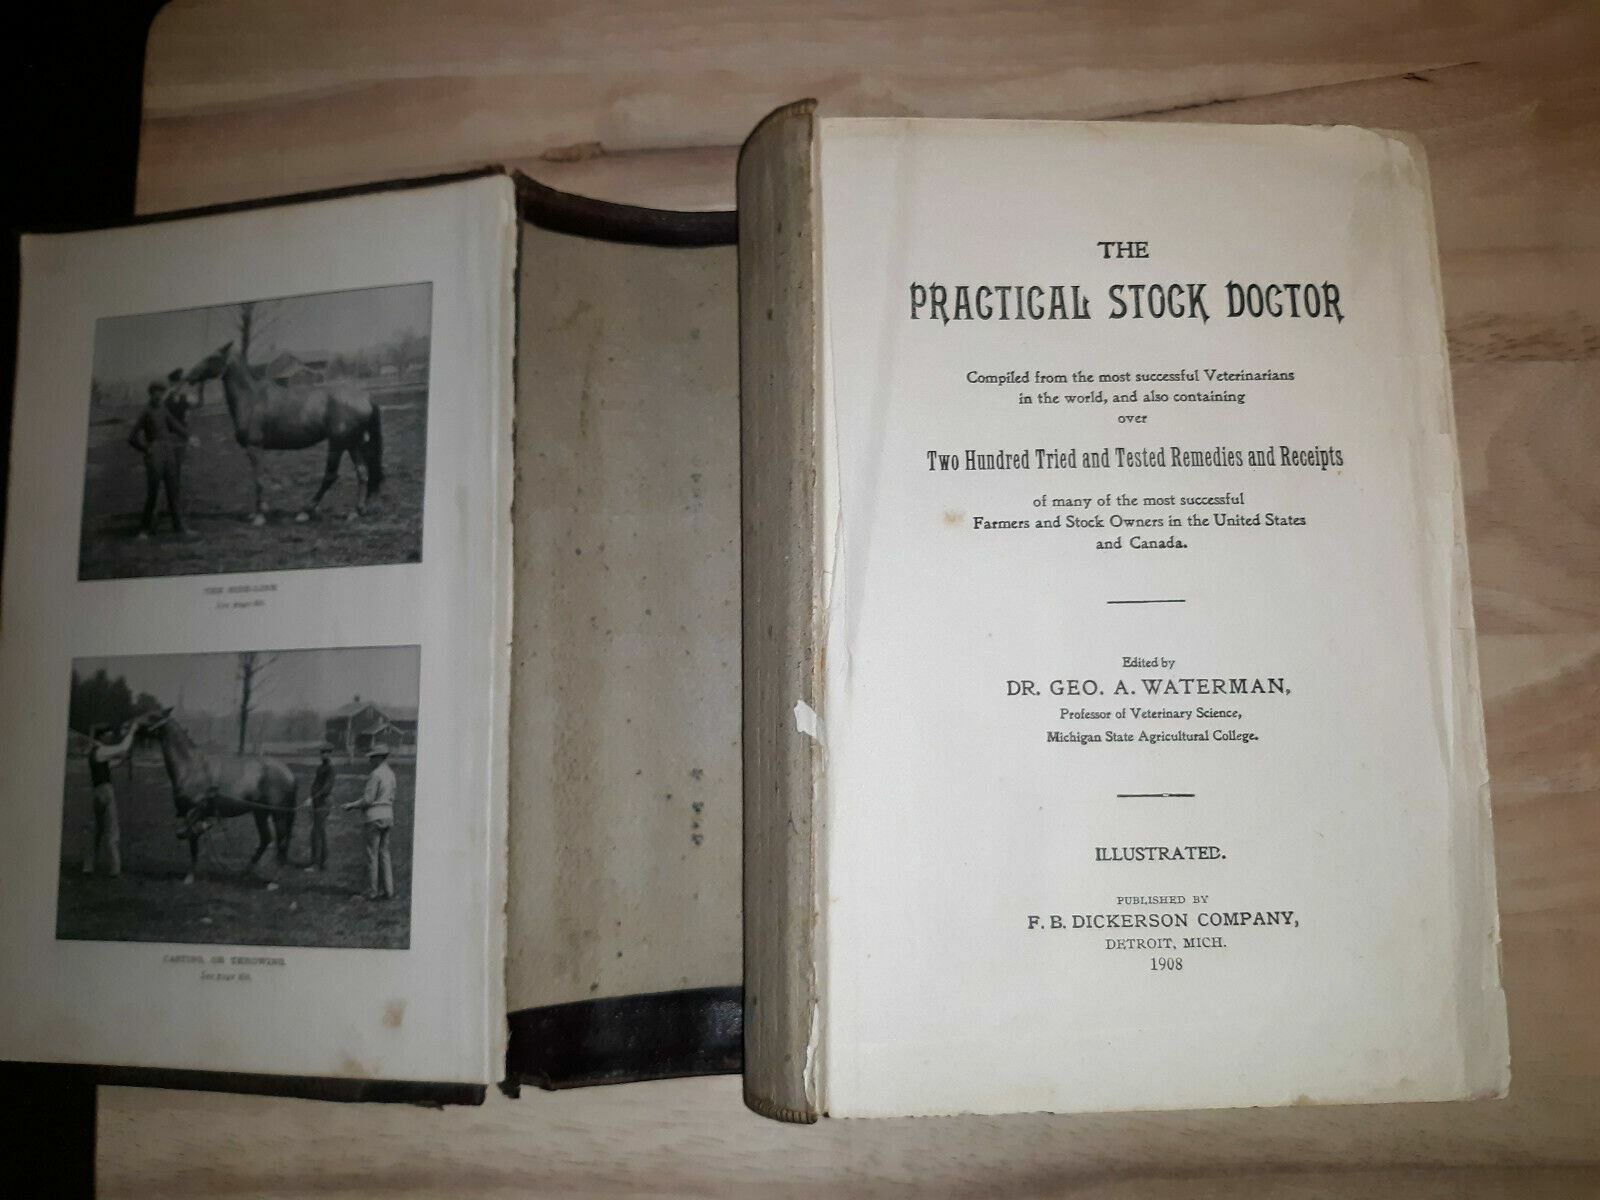 THE SIDE-LINE
CASTING, OR THROWING.
THE
PRACTICAL STOCK DOCTOR
Compiled from the most successful Veterinarians
in the world, and also containing
over
Two Hundred Tried and Tested Remedies and Receipts
of many of the most successful
Farmers and Stock Owners in the United States
and Canada.
Edited by
DR. GEO. A. WATERMAN,
Professor of Veterinary Science,
Michigan State Agricultural College.
ILLUSTRATED.
PUBLISHED BY
F. B. DICKERSON COMPANY,
DETROIT, MICH.
1908